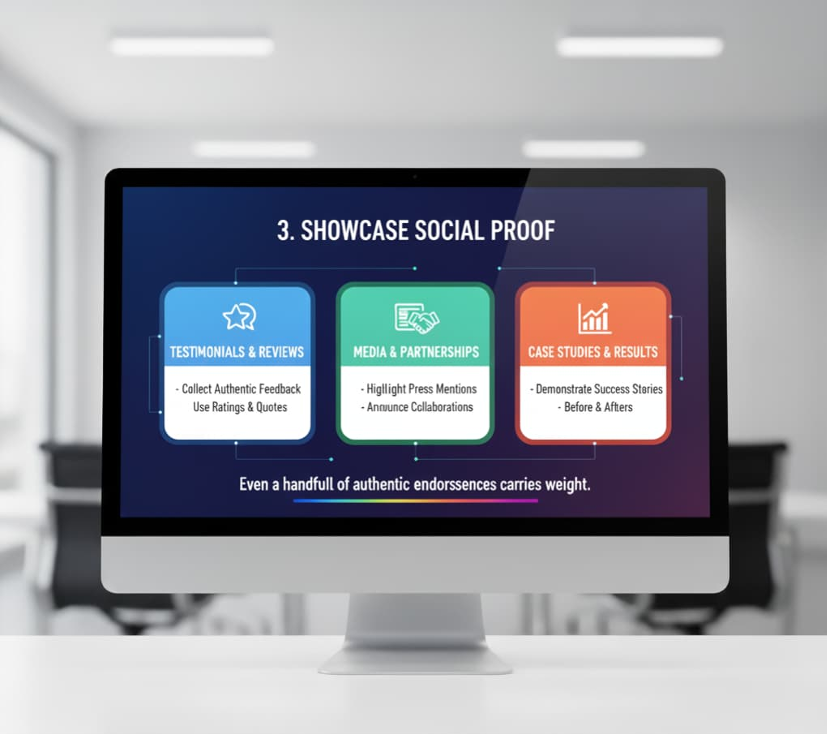 3. SHOWCASE SOCIAL PROOF
TESTIMONIALS & REVIEWS
- Collect Authentic Feedback
Use Ratings & Quotes
MEDIA & PARTNERSHIPS
- Higllight Press Mentions
- Anıounce Collaborations
CASE STUDIES & RESULTS
- Demonstrate Success Stories
- Before & Afters
Even a handfull of authentic endorssences carries weight.